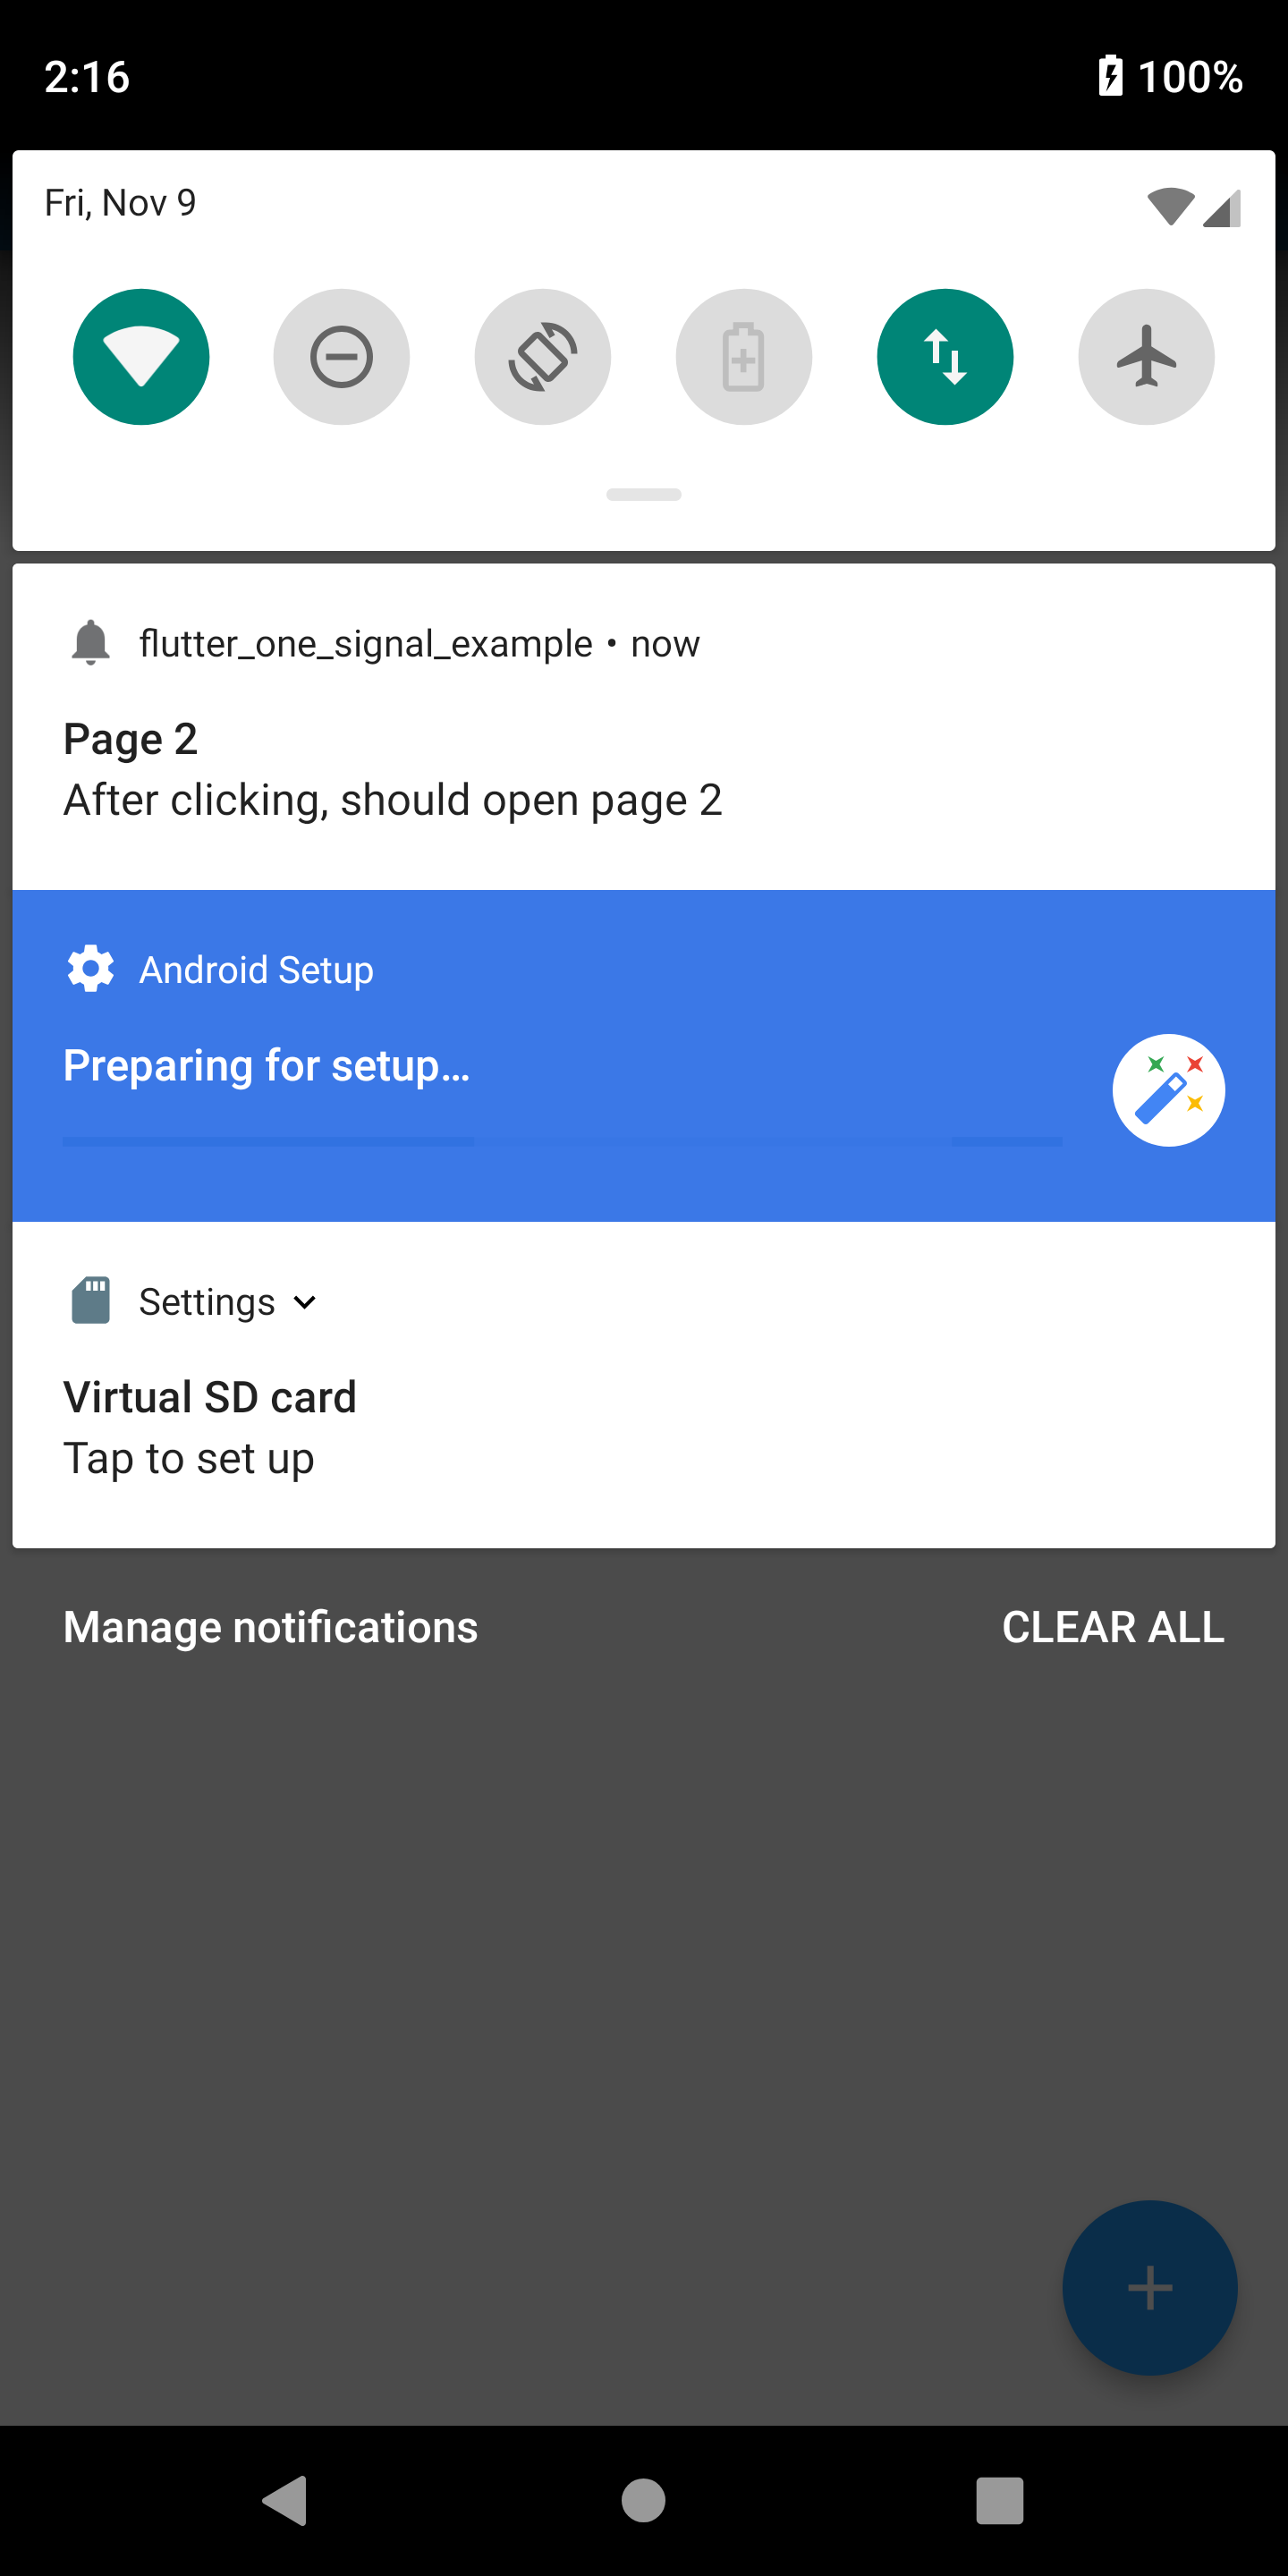 2:16
100%
Fri, Nov 9
flutter_one_signal_example • now
Page 2
After clicking, should open page 2
Android Setup
Preparing for setup…
Settings
Virtual SD card
Tap to set up
Manage notifications
CLEAR ALL